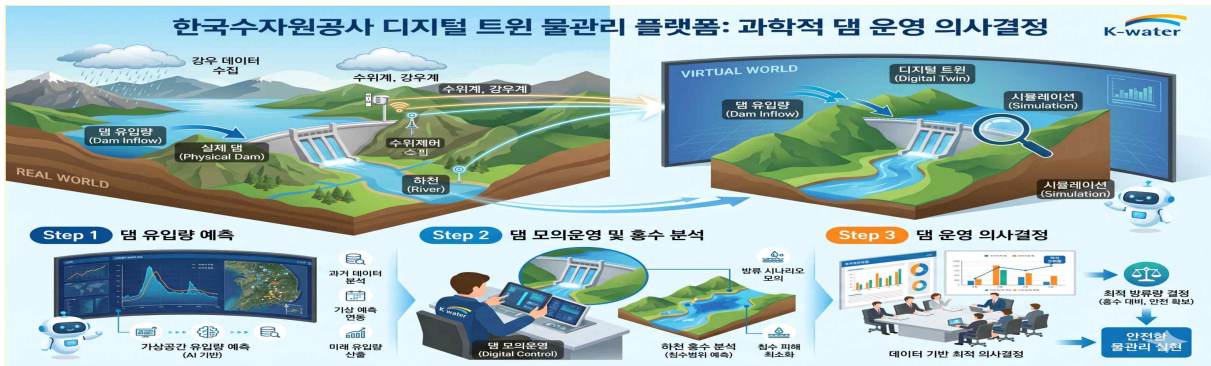 한국수자원공사 디지털 트윈 물관리 플랫폼: 과학적 댐 운영 의사결정
K-water
강우 데이터
수집
수위계, 강우계
수위계, 강우계
댐 유입량
(Dam Inflow)
실제 댐
(Physical Dam)
수위제어
하천
(River)
REAL WORLD
VIRTUAL WORLD
디지털 트윈
(Digital Twin)
댐 유입량
(Dam Inflow)
시뮬레이션
(Simulation)
시뮬레이션
(Simulation)
Step 1 댐 유입량 예측
과거 데이터
분석
기상 예측
연동
미래 유입량
산출
가상공간 유입량 예측
(AI 기반)
Step 2 댐 모의운영 및 홍수 분석
K-water
댐 모의운영
(Digital Control)
방류 시나리오
모의
하천 홍수 분석
(침수범위 예측)
침수 피해
최소화
Step 3 댐 운영 의사결정
데이터 기반 최적 의사결정
최적 방류량 결정
(홍수 대비, 안전 확보)
안전한
물관리 실현